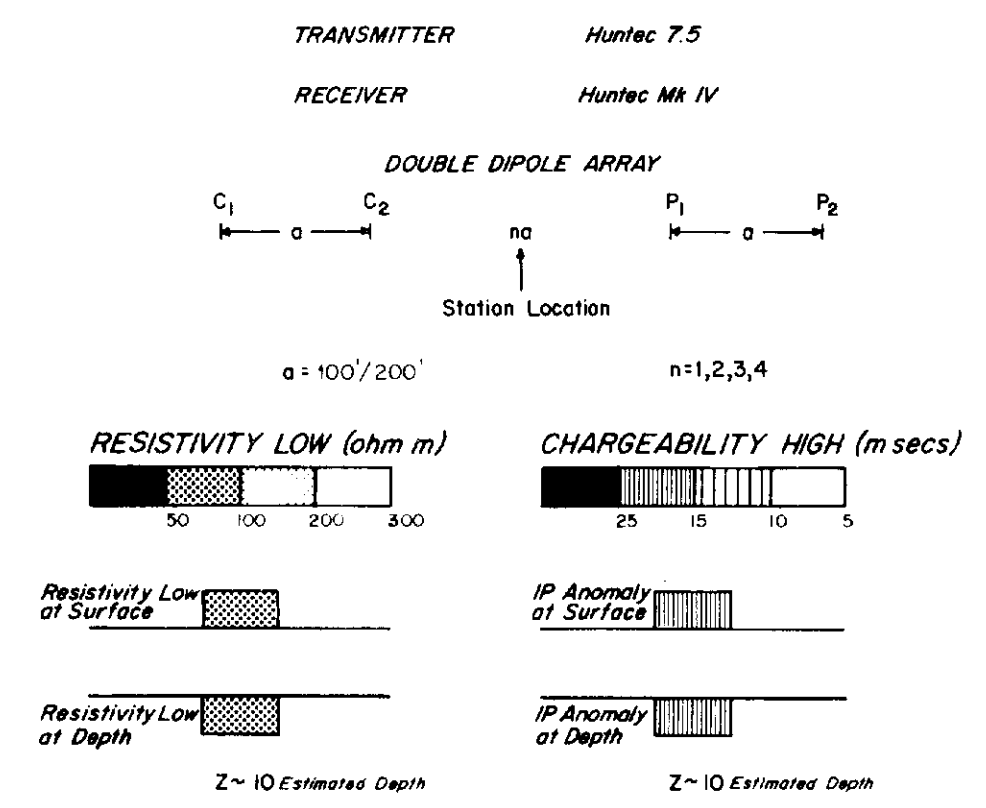 TRANSMITTER Huntec 7.5
RECEIVER Huntec Mk IV
DOUBLE DIPOLE ARRAY
C1 C2 P1 P2
a na a
Station Location
a = 100'/200' n=1,2,3,4
RESISTIVITY LOW (ohm m) CHARGEABILITY HIGH (m secs)
50 100 200 300 25 15 10 5
Resistivity Low at Surface
IP Anomaly at Surface
Resistivity Low at Depth
IP Anomaly at Depth
Z~ 10 Estimated Depth Z~ 10 Estimated Depth